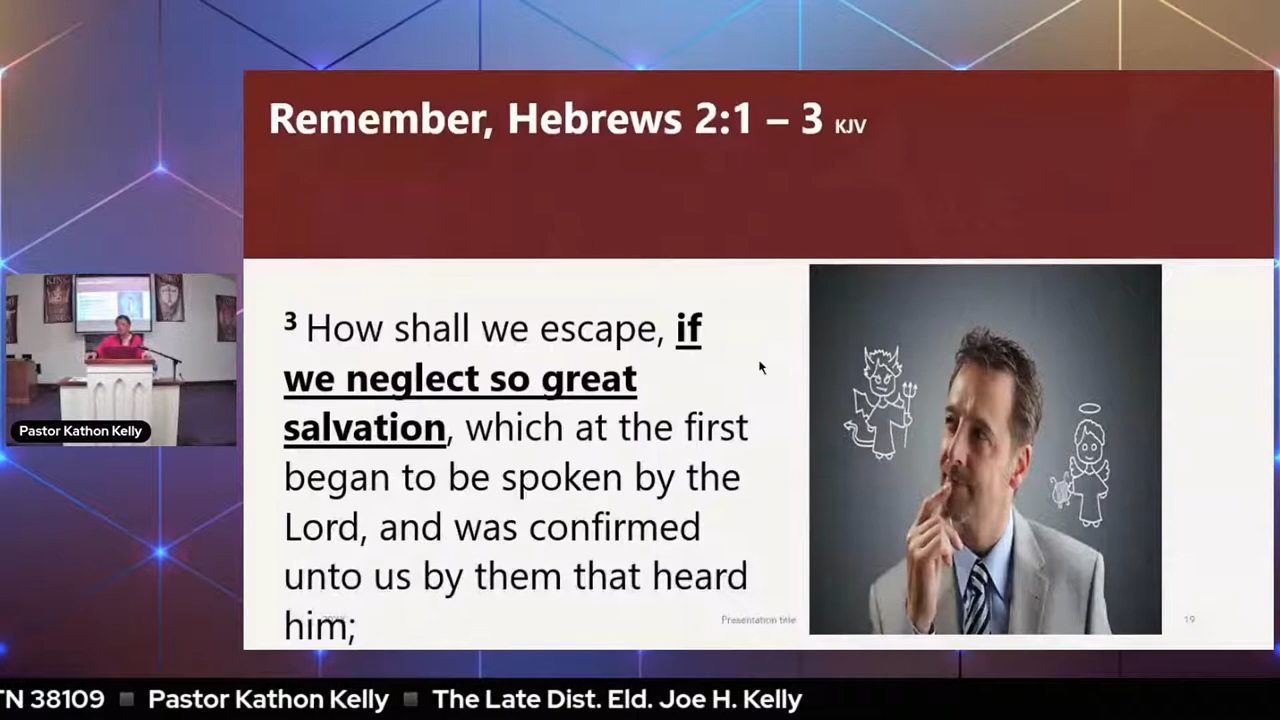 Remember, Hebrews 2:1 – 3 KJV
3 How shall we escape, if
we neglect so great
salvation, which at the first
began to be spoken by the
Lord, and was confirmed
unto us by them that heard
him;
Presentation title
19
Pastor Kathon Kelly
TN 38109 ■ Pastor Kathon Kelly ■ The Late Dist. Eld. Joe H. Kelly